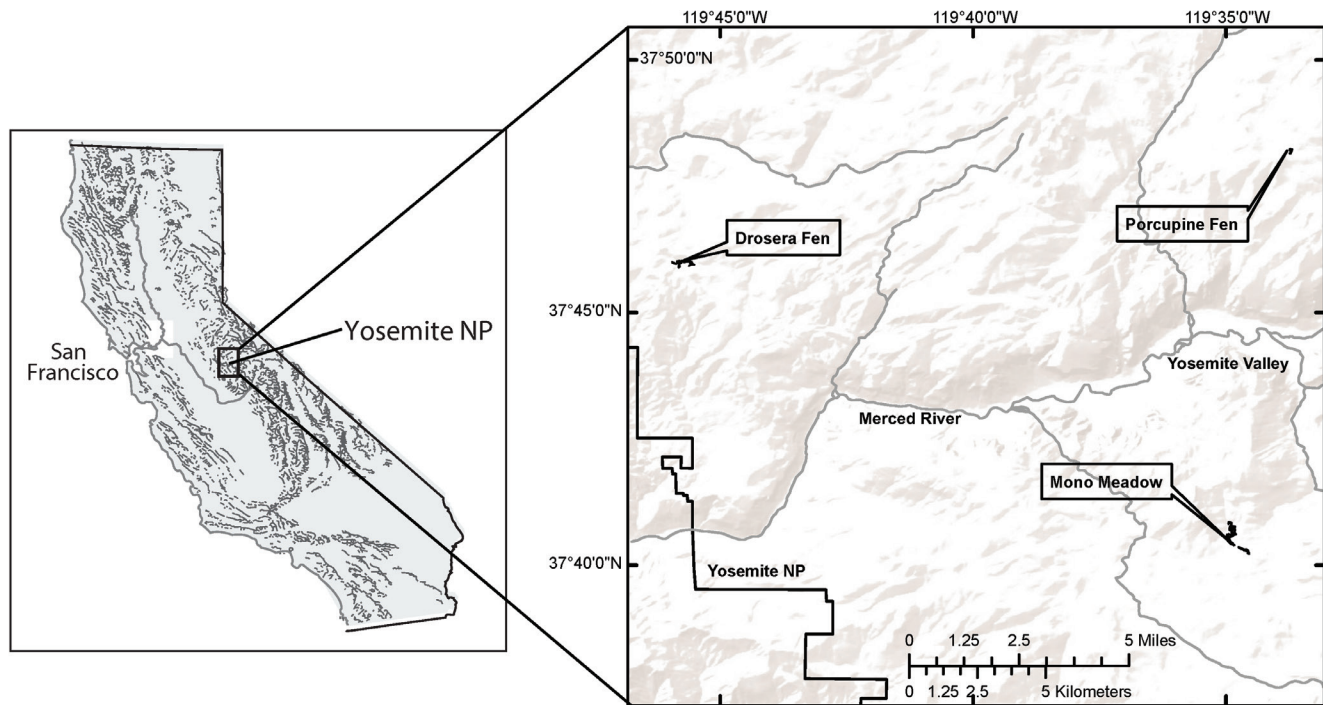 119°45'0"W
119°40'0"W
119°35'0"W
37°50'0"N
Porcupine Fen
Drosera Fen
37°45'0"N
Yosemite NP
San
Francisco
Yosemite Valley
Merced River
Mono Meadow
37°40'0"N
Yosemite NP
0 1.25 2.5 5 Miles
0 1.25 2.5 5 Kilometers